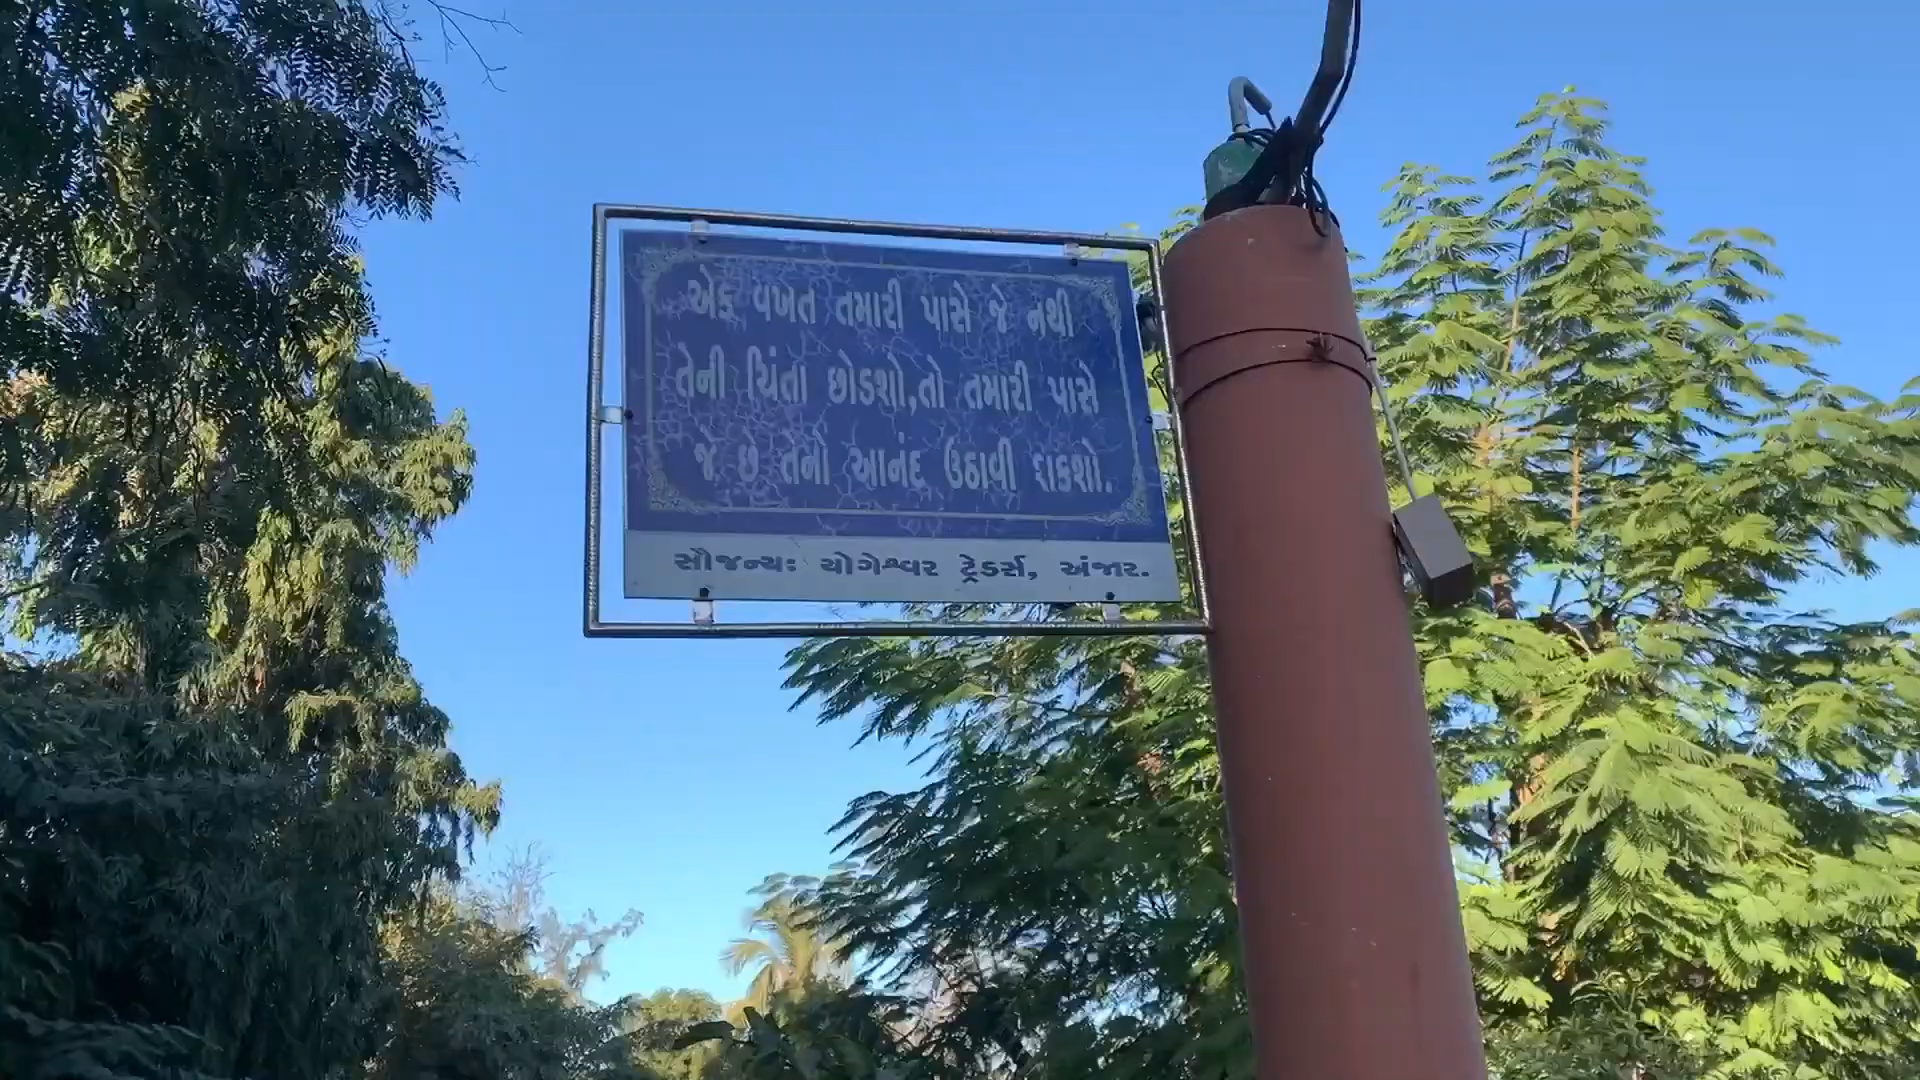 એક વખત તમારી પાસે જે નથી
તેની ચિંતા છોડશો,તો તમારી પાસે
જે છે તેનો આનંદ ઉઠાવી શકશો.
સૌજન્યઃ યોગેશ્વર ટ્રેડર્સ, અંજાર.